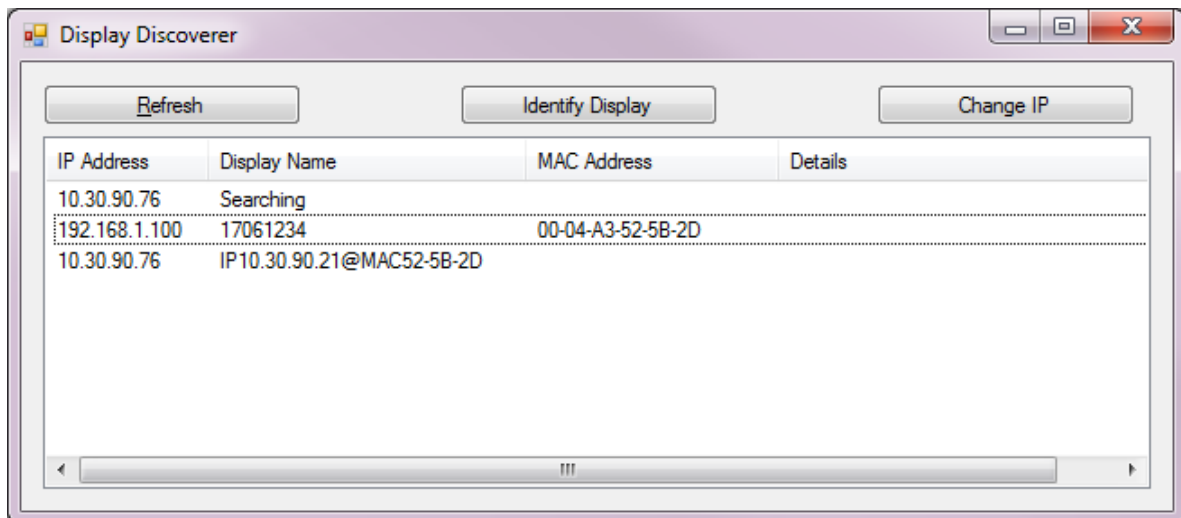 Display Discoverer
Refresh Identify Display Change IP
IP Address Display Name MAC Address Details
10.30.90.76 Searching
192.168.1.100 17061234 00-04-A3-52-5B-2D
10.30.90.76 IP10.30.90.21@MAC52-5B-2D